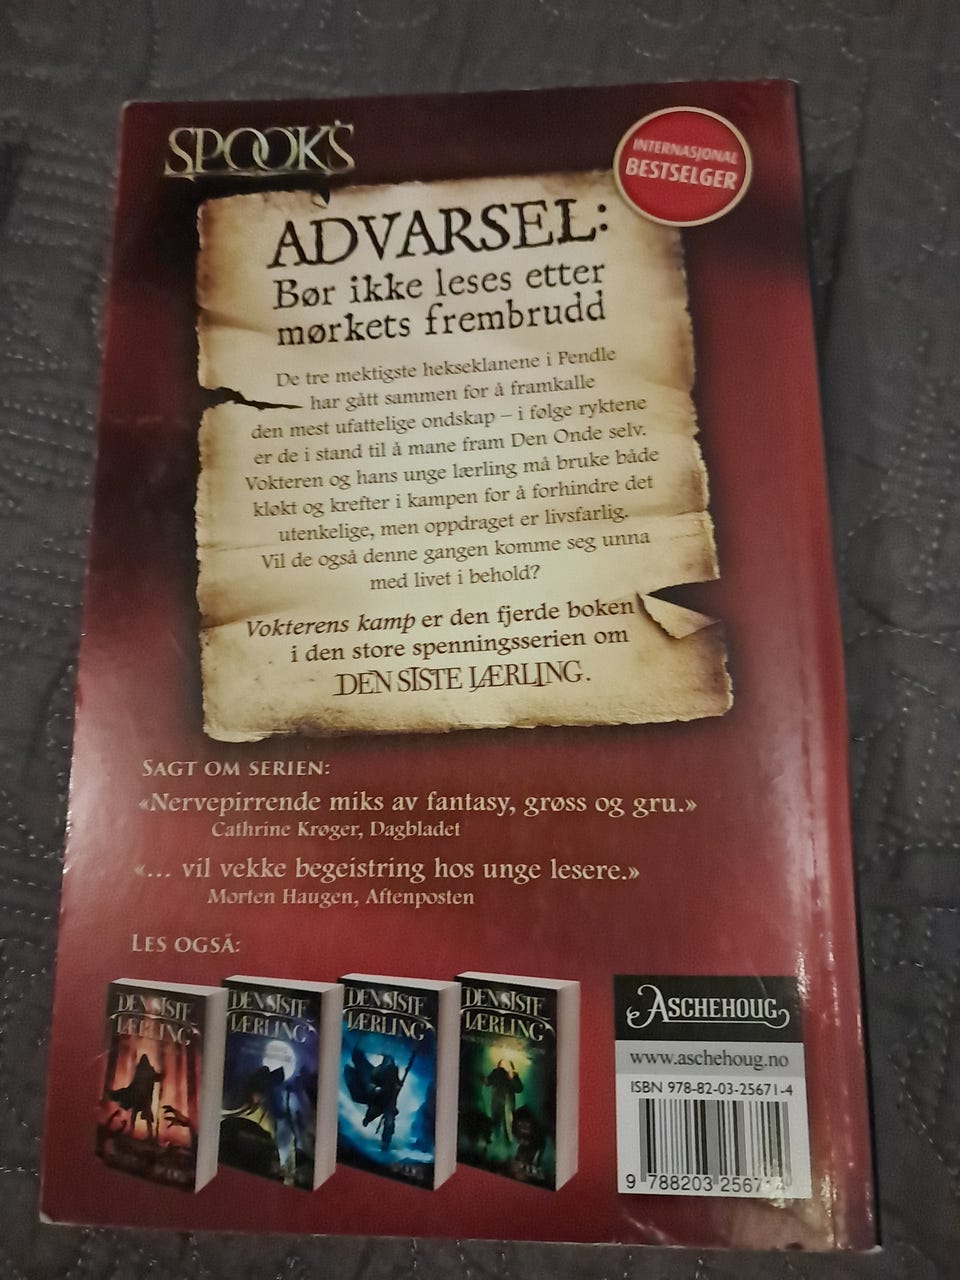 SPOOK'S
INTERNASJONAL
BESTSELGER
ADVARSEL:
Bør ikke leses etter
mørkets frembrudd
De tre mektigste hekseklanene i Pendle
har gått sammen for å framkalle
den mest ufattelige ondskap – i følge ryktene
er de i stand til å mane fram Den Onde selv.
Vokteren og hans unge lærling må bruke både
kløkt og krefter i kampen for å forhindre det
utenkelige, men oppdraget er livsfarlig.
Vil de også denne gangen komme seg unna
med livet i behold?
Vokterens kamp er den fjerde boken
i den store spenningsserien om
DEN SISTE LÆRLING.
SAGT OM SERIEN:
«Nervepirrende miks av fantasy, grøss og gru.»
Cathrine Krøger, Dagbladet
«... vil vekke begeistring hos unge lesere.»
Morten Haugen, Aftenposten
LES OGSÅ:
DEN SISTE
LÆRLING
DEN SISTE
LÆRLING
DEN SISTE
LÆRLING
DEN SISTE
LÆRLING
ASCHEHOUG
www.aschehoug.no
ISBN 978-82-03-25671-4
9 788203 256714